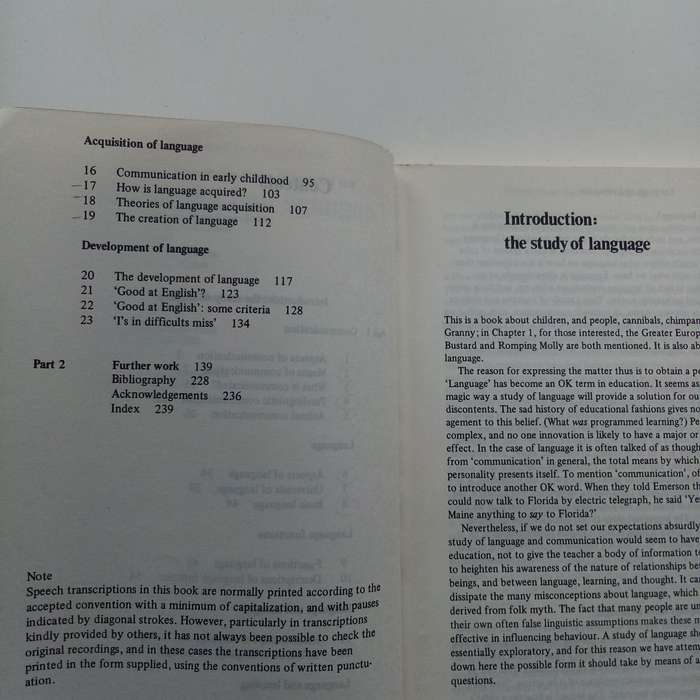 Acquisition of language
16 Communication in early childhood 95
17 How is language acquired? 103
18 Theories of language acquisition 107
19 The creation of language 112
Development of language
20 The development of language 117
21 'Good at English'? 123
22 'Good at English': some criteria 128
23 'I's in difficults miss' 134
Part 2 Further work 139
Bibliography 228
Acknowledgements 236
Index 239
Note
Speech transcriptions in this book are normally printed according to the
accepted convention with a minimum of capitalization, and with pauses
indicated by diagonal strokes. However, particularly in transcriptions
kindly provided by others, it has not always been possible to check the
original recordings, and in these cases the transcriptions have been
printed in the form supplied, using the conventions of written punctu-
ation.
Introduction:
the study of language
This is a book about children, and people, cannibals, chimpan
Granny; in Chapter 1, for those interested, the Greater Europ
Bustard and Romping Molly are both mentioned. It is also ab
language.
The reason for expressing the matter thus is to obtain a pe
'Language' has become an OK term in education. It seems as
magic way a study of language will provide a solution for ou
discontents. The sad history of educational fashions gives no
agement to this belief. (What was programmed learning?) Pe
complex, and no one innovation is likely to have a major or
effect. In the case of language it is often talked of as though
from 'communication' in general, the total means by which
personality presents itself. To mention 'communication', of
to introduce another OK word. When they told Emerson th
could now talk to Florida by electric telegraph, he said 'Ye
Maine anything to say to Florida?'
Nevertheless, if we do not set our expectations absurdly
study of language and communication would seem to have
education, not to give the teacher a body of information t
to heighten his awareness of the nature of relationships be
beings, and between language, learning, and thought. It ca
dissipate the many misconceptions about language, which
derived from folk myth. The fact that many people are un
their own often false linguistic assumptions makes these m
effective in influencing behaviour. A study of language sh
essentially exploratory, and for this reason we have attem
down here the possible form it should take by means of a
questions.